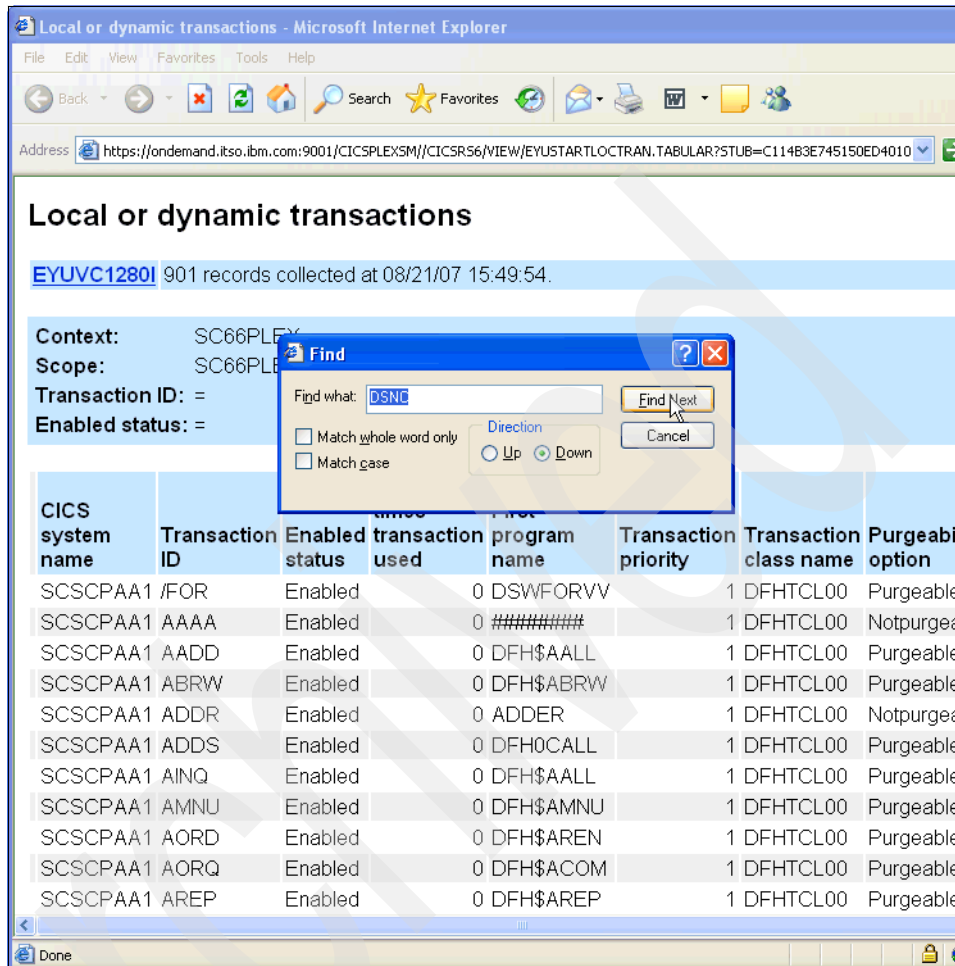 Local or dynamic transactions - Microsoft Internet Explorer
File Edit View Favorites Tools Help
Back Search Favorites
Address https://ondemand.itso.ibm.com:9001/CICSPLEXSM//CICSRS6/VIEW/EYUSTARTLOCTRAN.TABULAR?STUB=C114B3E745150ED4010
Local or dynamic transactions
EYUVC1280I 901 records collected at 08/21/07 15:49:54.
Context: SC66PLEX
Scope: SC66PLE
Transaction ID: =
Enabled status: =
Find
Find what: DSNC
Find Next
Match whole word only
Match case
Direction
Up Down
Cancel
CICS system name Transaction ID Enabled status times transaction used First program name Transaction priority Transaction class name Purgeabi option
SCSCPAA1 /FOR Enabled 0 DSWFORVV 1 DFHTCL00 Purgeable
SCSCPAA1 AAAA Enabled 0 ######## 1 DFHTCL00 Notpurgea
SCSCPAA1 AADD Enabled 0 DFH$AALL 1 DFHTCL00 Purgeable
SCSCPAA1 ABRW Enabled 0 DFH$ABRW 1 DFHTCL00 Purgeable
SCSCPAA1 ADDR Enabled 0 ADDER 1 DFHTCL00 Notpurgea
SCSCPAA1 ADDS Enabled 0 DFH0CALL 1 DFHTCL00 Purgeable
SCSCPAA1 AINQ Enabled 0 DFH$AALL 1 DFHTCL00 Purgeable
SCSCPAA1 AMNU Enabled 0 DFH$AMNU 1 DFHTCL00 Purgeable
SCSCPAA1 AORD Enabled 0 DFH$AREN 1 DFHTCL00 Purgeable
SCSCPAA1 AORQ Enabled 0 DFH$ACOM 1 DFHTCL00 Purgeable
SCSCPAA1 AREP Enabled 0 DFH$AREP 1 DFHTCL00 Purgeable
Done